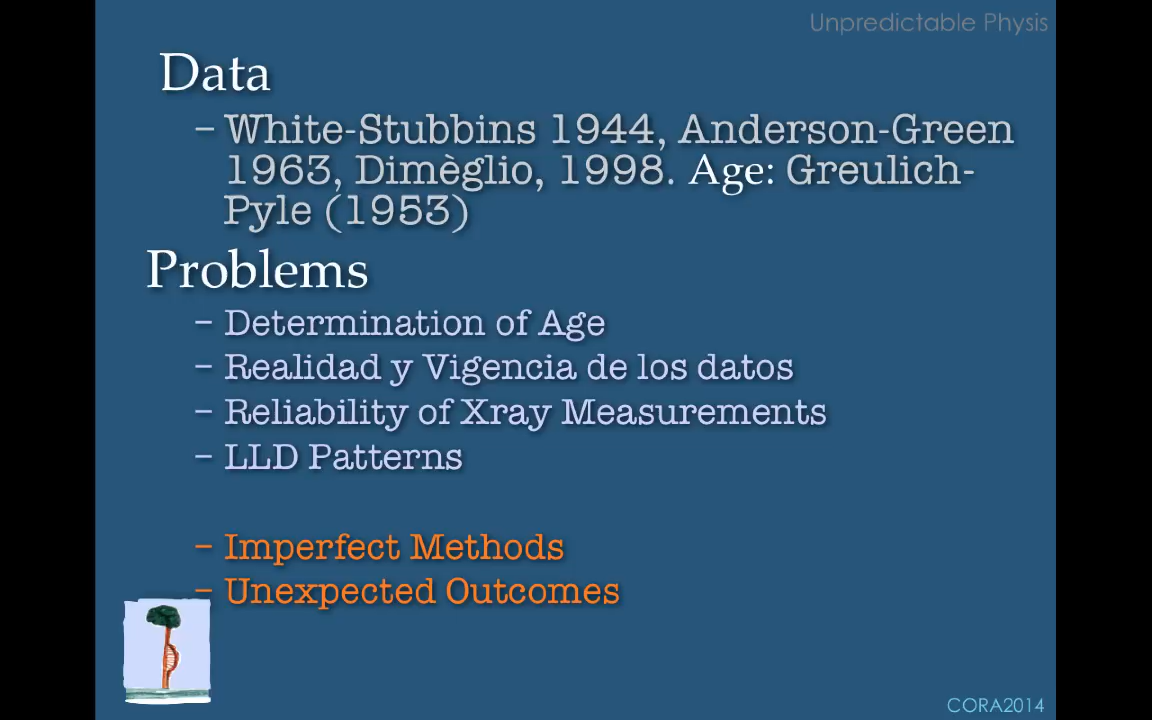 Unpredictable Physis
Data
– White-Stubbins 1944, Anderson-Green
1963, Dimèglio, 1998. Age: Greulich-
Pyle (1953)
Problems
– Determination of Age
– Realidad y Vigencia de los datos
– Reliability of Xray Measurements
– LLD Patterns
– Imperfect Methods
– Unexpected Outcomes
CORA2014